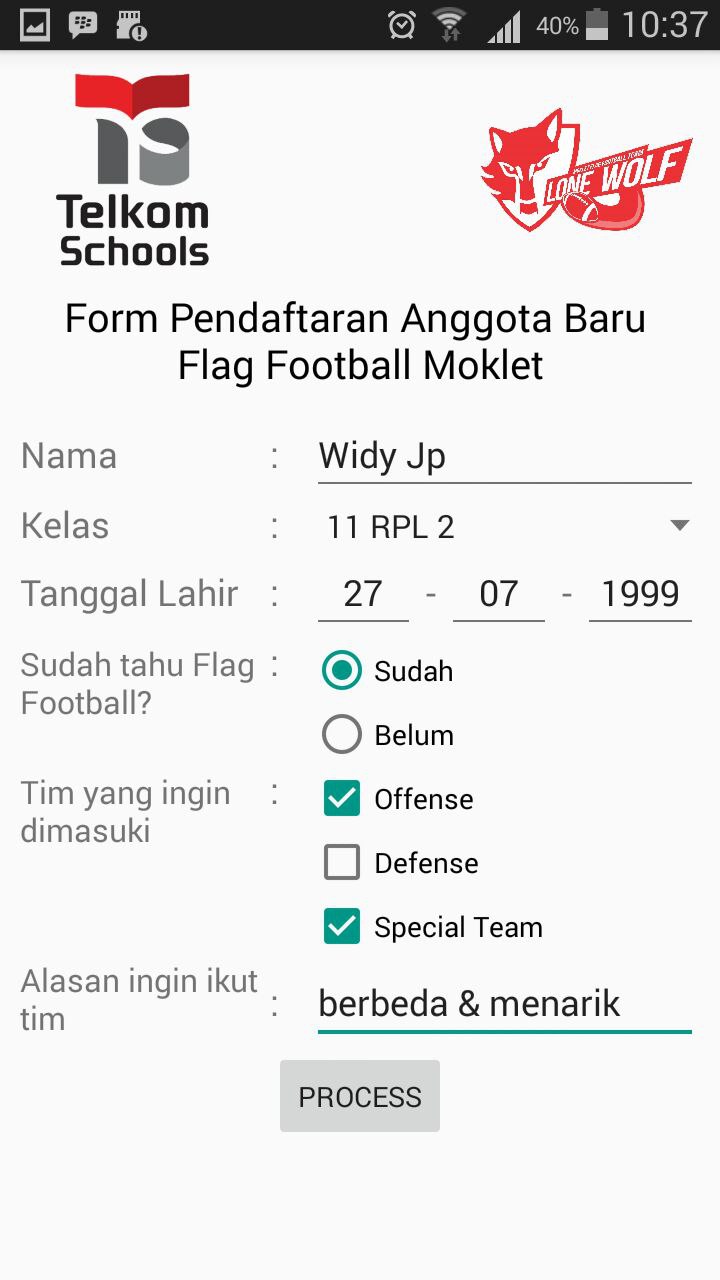 40% 10:37
Telkom
Schools
LONE WOLF
Form Pendaftaran Anggota Baru
Flag Football Moklet
Nama : Widy Jp
Kelas : 11 RPL 2
Tanggal Lahir : 27 - 07 - 1999
Sudah tahu Flag : Sudah
Football?
Belum
Tim yang ingin : Offense
dimasuki
Defense
Special Team
Alasan ingin ikut
tim : berbeda & menarik
PROCESS